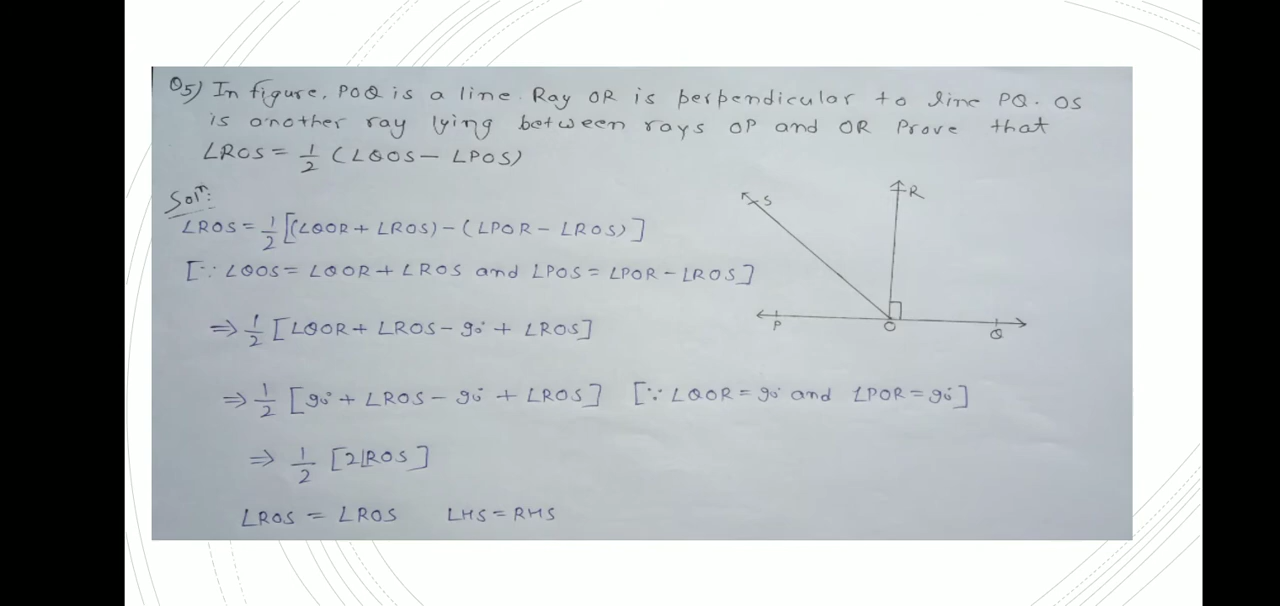 Q5) In figure, POQ is a line. Ray OR is perpendicular to line PQ. OS
is another ray lying between rays OP and OR Prove that
∠ROS = 1/2 (∠QOS - ∠POS)
Solⁿ:
∠ROS = 1/2 [(∠QOR + ∠ROS) - (∠POR - ∠ROS)]
[∵ ∠QOS = ∠QOR + ∠ROS and ∠POS = ∠POR - ∠ROS]
⇒ 1/2 [∠QOR + ∠ROS - 90° + ∠ROS]
⇒ 1/2 [90° + ∠ROS - 90° + ∠ROS] [∵ ∠QOR = 90° and ∠POR = 90°]
⇒ 1/2 [2∠ROS]
∠ROS = ∠ROS LHS = RHS
S
R
P
O
Q